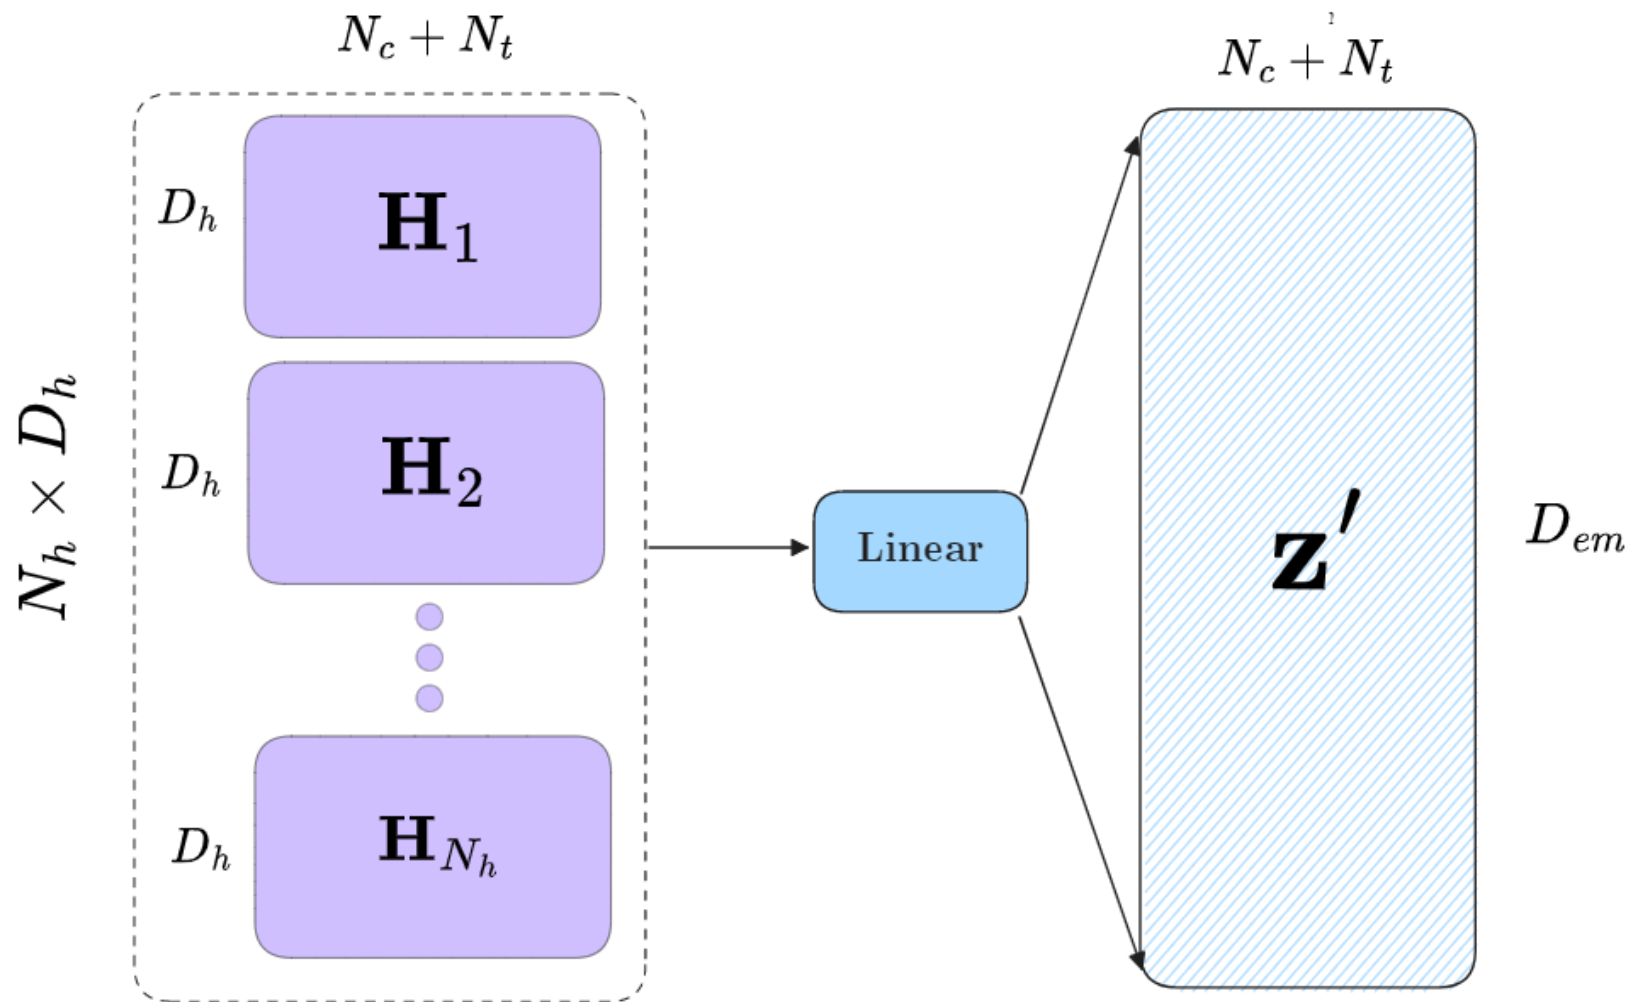 N_c + N_t
N_c + N_t
D_h
H_1
N_h × D_h
D_h
H_2
Linear
z′
D_em
D_h
H_{N_h}